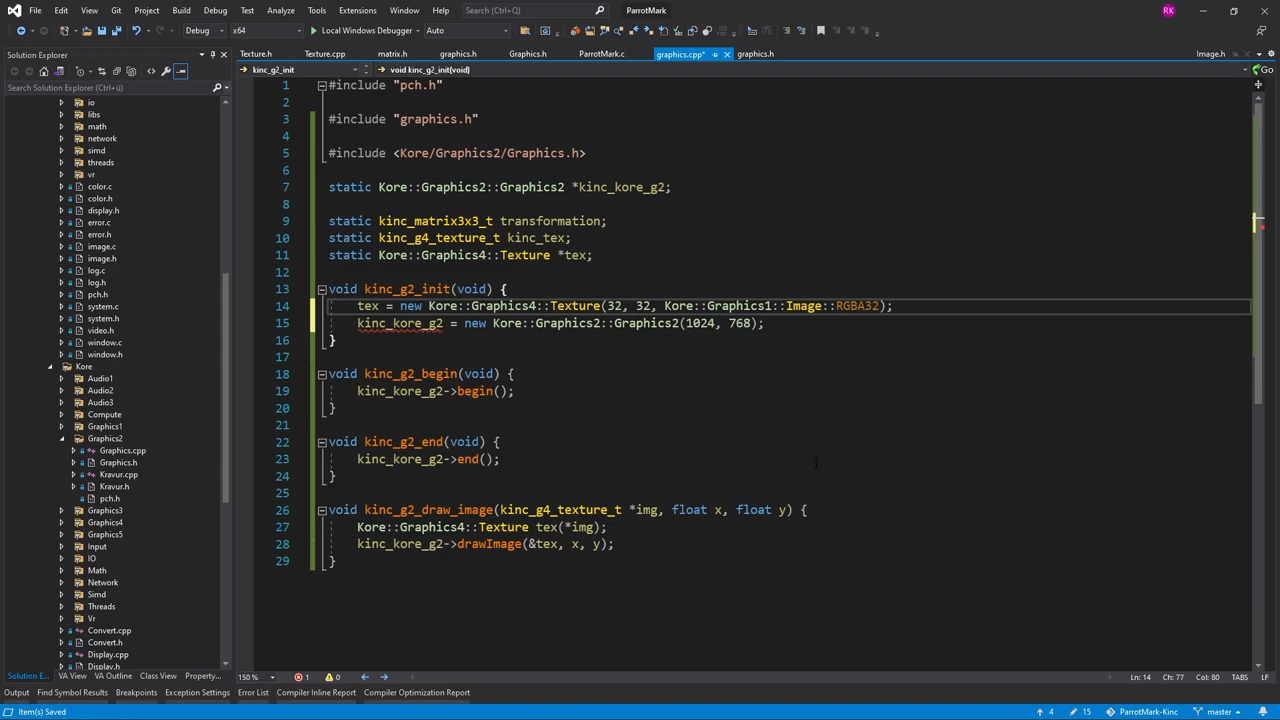 File Edit View Git Project Build Debug Test Analyze Tools Extensions Window Help Search (Ctrl+Q) ParrotMark RK
Debug x64 Local Windows Debugger Auto
Solution Explorer
Texture.h Texture.cpp matrix.h graphics.h Graphics.h ParrotMark.c graphics.cpp* graphics.h Image.h
kinc_g2_init void kinc_g2_init(void) Go
Search Solution Explorer (Ctrl+ü)
io
libs
math
network
simd
threads
vr
color.c
color.h
display.h
error.c
error.h
image.c
image.h
log.c
log.h
pch.h
system.c
system.h
video.h
window.c
window.h
Kore
Audio1
Audio2
Audio3
Compute
Graphics1
Graphics2
Graphics.cpp
Graphics.h
Kravur.cpp
Kravur.h
pch.h
Graphics3
Graphics4
Graphics5
Input
IO
Math
Network
Simd
Threads
Vr
Convert.cpp
Convert.h
Display.cpp
Display.h
1 #include "pch.h"
2
3 #include "graphics.h"
4
5 #include <Kore/Graphics2/Graphics.h>
6
7 static Kore::Graphics2::Graphics2 *kinc_kore_g2;
8
9 static kinc_matrix3x3_t transformation;
10 static kinc_g4_texture_t kinc_tex;
11 static Kore::Graphics4::Texture *tex;
12
13 void kinc_g2_init(void) {
14 tex = new Kore::Graphics4::Texture(32, 32, Kore::Graphics1::Image::RGBA32);
15 kinc_kore_g2 = new Kore::Graphics2::Graphics2(1024, 768);
16 }
17
18 void kinc_g2_begin(void) {
19 kinc_kore_g2->begin();
20 }
21
22 void kinc_g2_end(void) {
23 kinc_kore_g2->end();
24 }
25
26 void kinc_g2_draw_image(kinc_g4_texture_t *img, float x, float y) {
27 Kore::Graphics4::Texture tex(*img);
28 kinc_kore_g2->drawImage(&tex, x, y);
29 }
Solution E... VA View VA Outline Class View Property... 150 % 1 0 Ln: 14 Ch: 77 Col: 80 TABS LF
Output Find Symbol Results Breakpoints Exception Settings Error List Compiler Inline Report Compiler Optimization Report
Item(s) Saved 4 15 ParrotMark-Kinc master